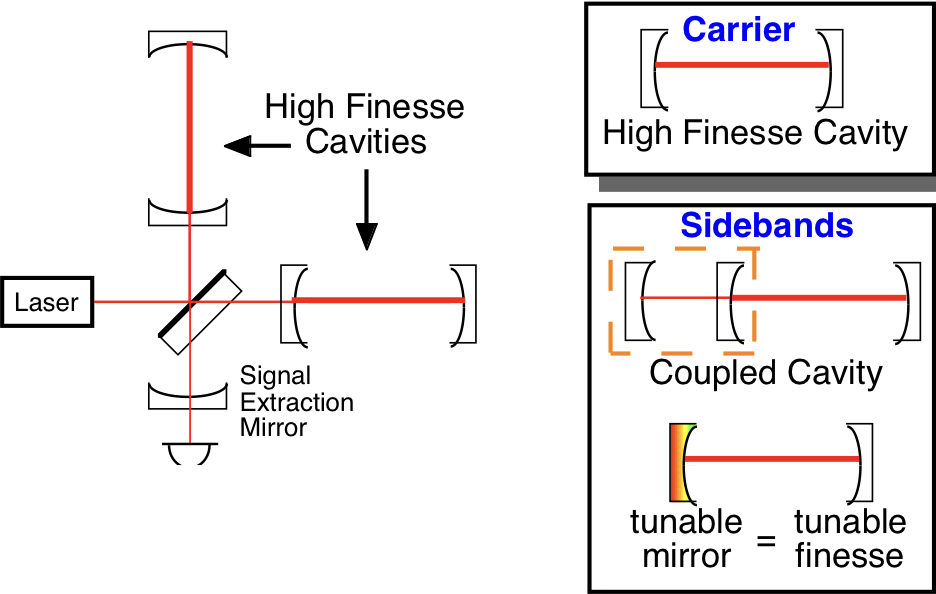 High Finesse
Cavities
Laser
Signal
Extraction
Mirror
Carrier
High Finesse Cavity
Sidebands
Coupled Cavity
tunable = tunable
mirror finesse